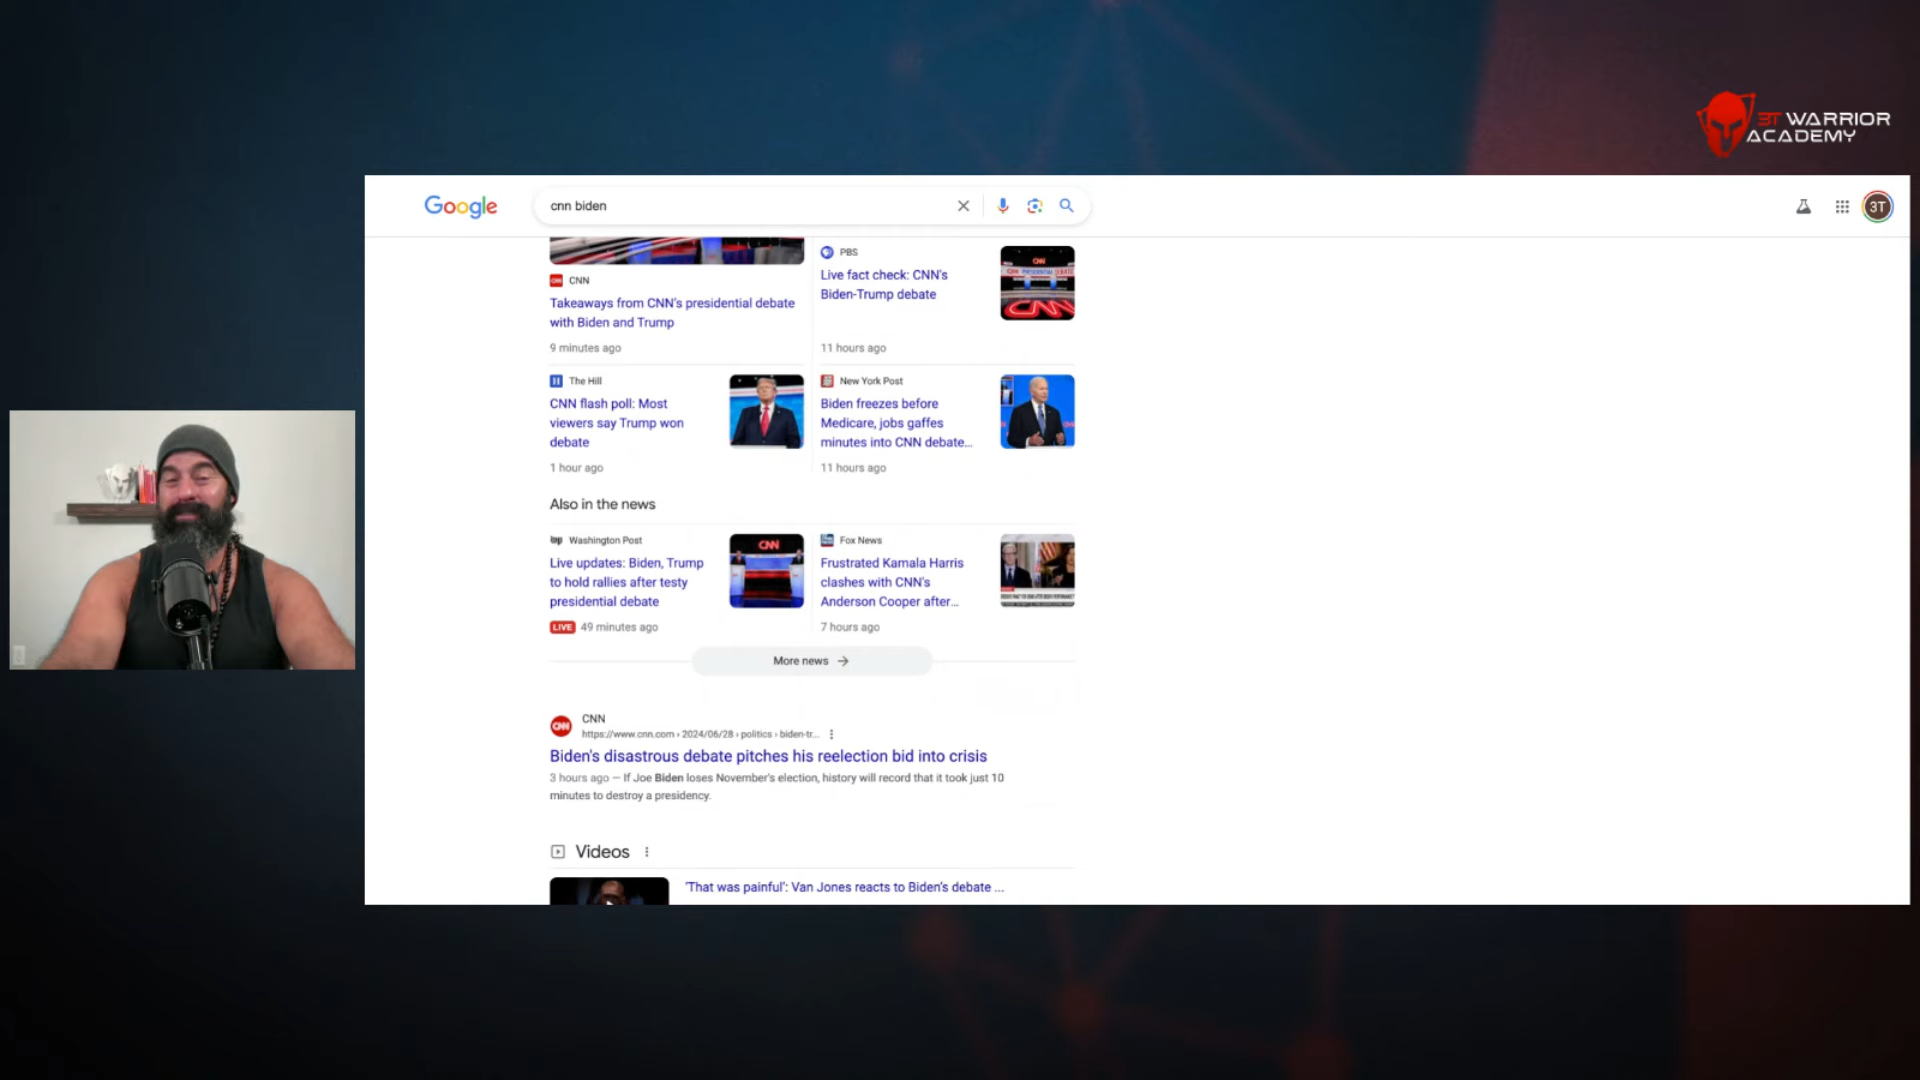 3T WARRIOR
ACADEMY
Google
cnn biden
3T
CNN
Takeaways from CNN's presidential debate
with Biden and Trump
9 minutes ago
PBS
Live fact check: CNN's
Biden-Trump debate
11 hours ago
CNN
CNN
The Hill
CNN flash poll: Most
viewers say Trump won
debate
1 hour ago
New York Post
Biden freezes before
Medicare, jobs gaffes
minutes into CNN debate...
11 hours ago
Also in the news
wp Washington Post
Live updates: Biden, Trump
to hold rallies after testy
presidential debate
LIVE 49 minutes ago
CNN
Fox News
Frustrated Kamala Harris
clashes with CNN's
Anderson Cooper after...
7 hours ago
More news
CNN
CNN
https://www.cnn.com › 2024/06/28 › politics › biden-tr...
Biden's disastrous debate pitches his reelection bid into crisis
3 hours ago — If Joe Biden loses November's election, history will record that it took just 10
minutes to destroy a presidency.
Videos
'That was painful': Van Jones reacts to Biden's debate ...